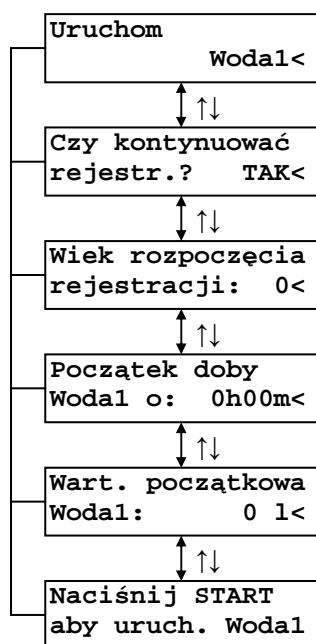 Uruchom
Woda1<
↑↓
Czy kontynuować
rejestr.? TAK<
↑↓
Wiek rozpoczęcia
rejestracji: 0<
↑↓
Początek doby
Woda1 o: 0h00m<
↑↓
Wart. początkowa
Woda1: 0 l<
↑↓
Naciśnij START
aby uruch. Woda1